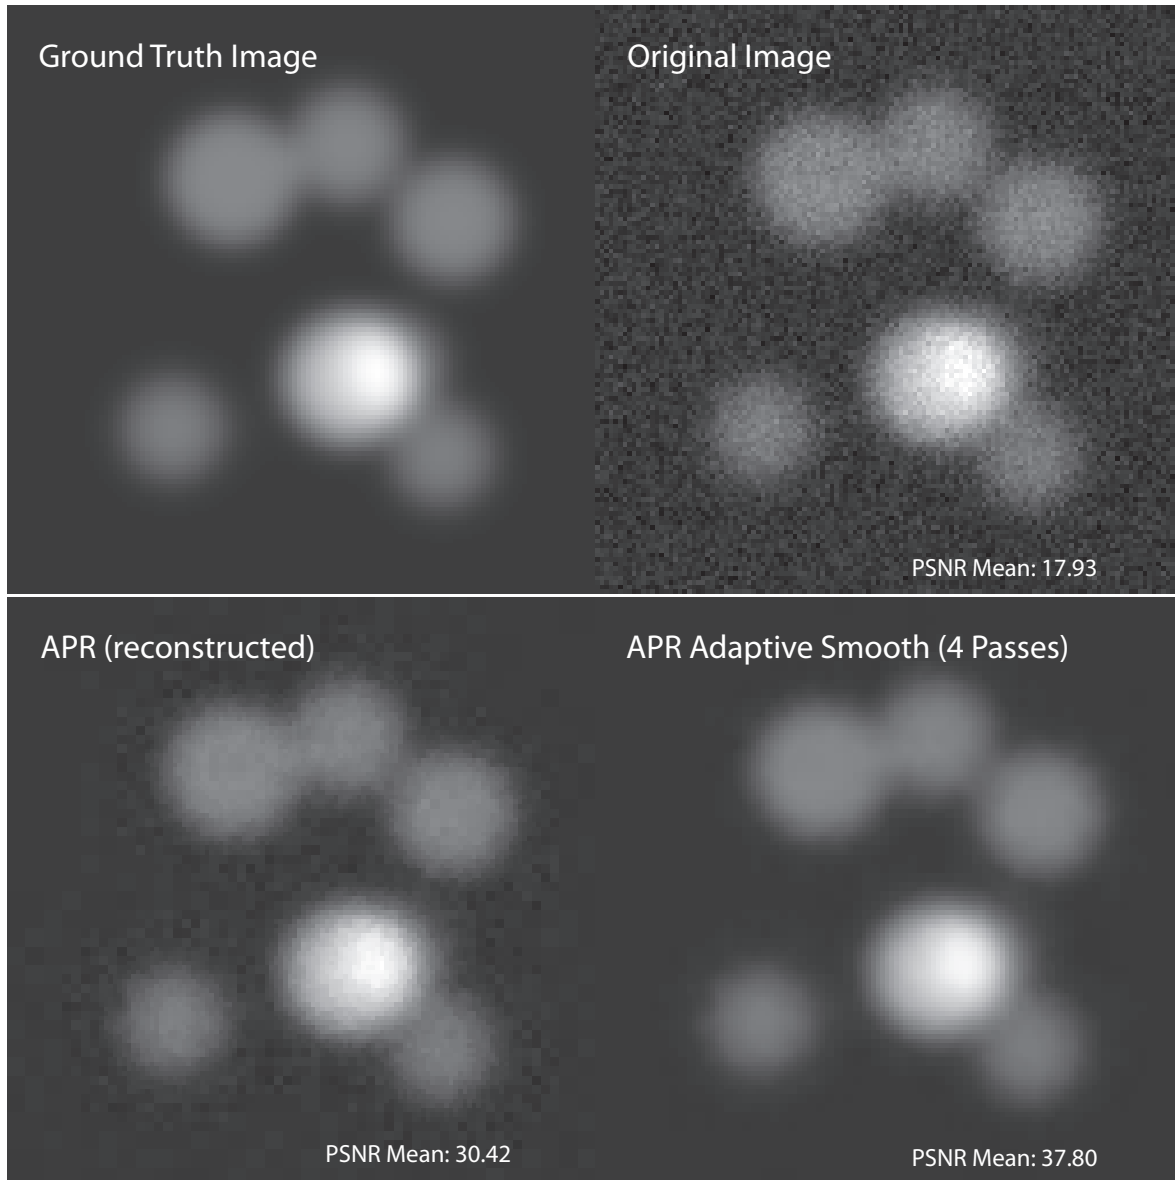 Ground Truth Image
Original Image
PSNR Mean: 17.93
APR (reconstructed)
APR Adaptive Smooth (4 Passes)
PSNR Mean: 30.42
PSNR Mean: 37.80